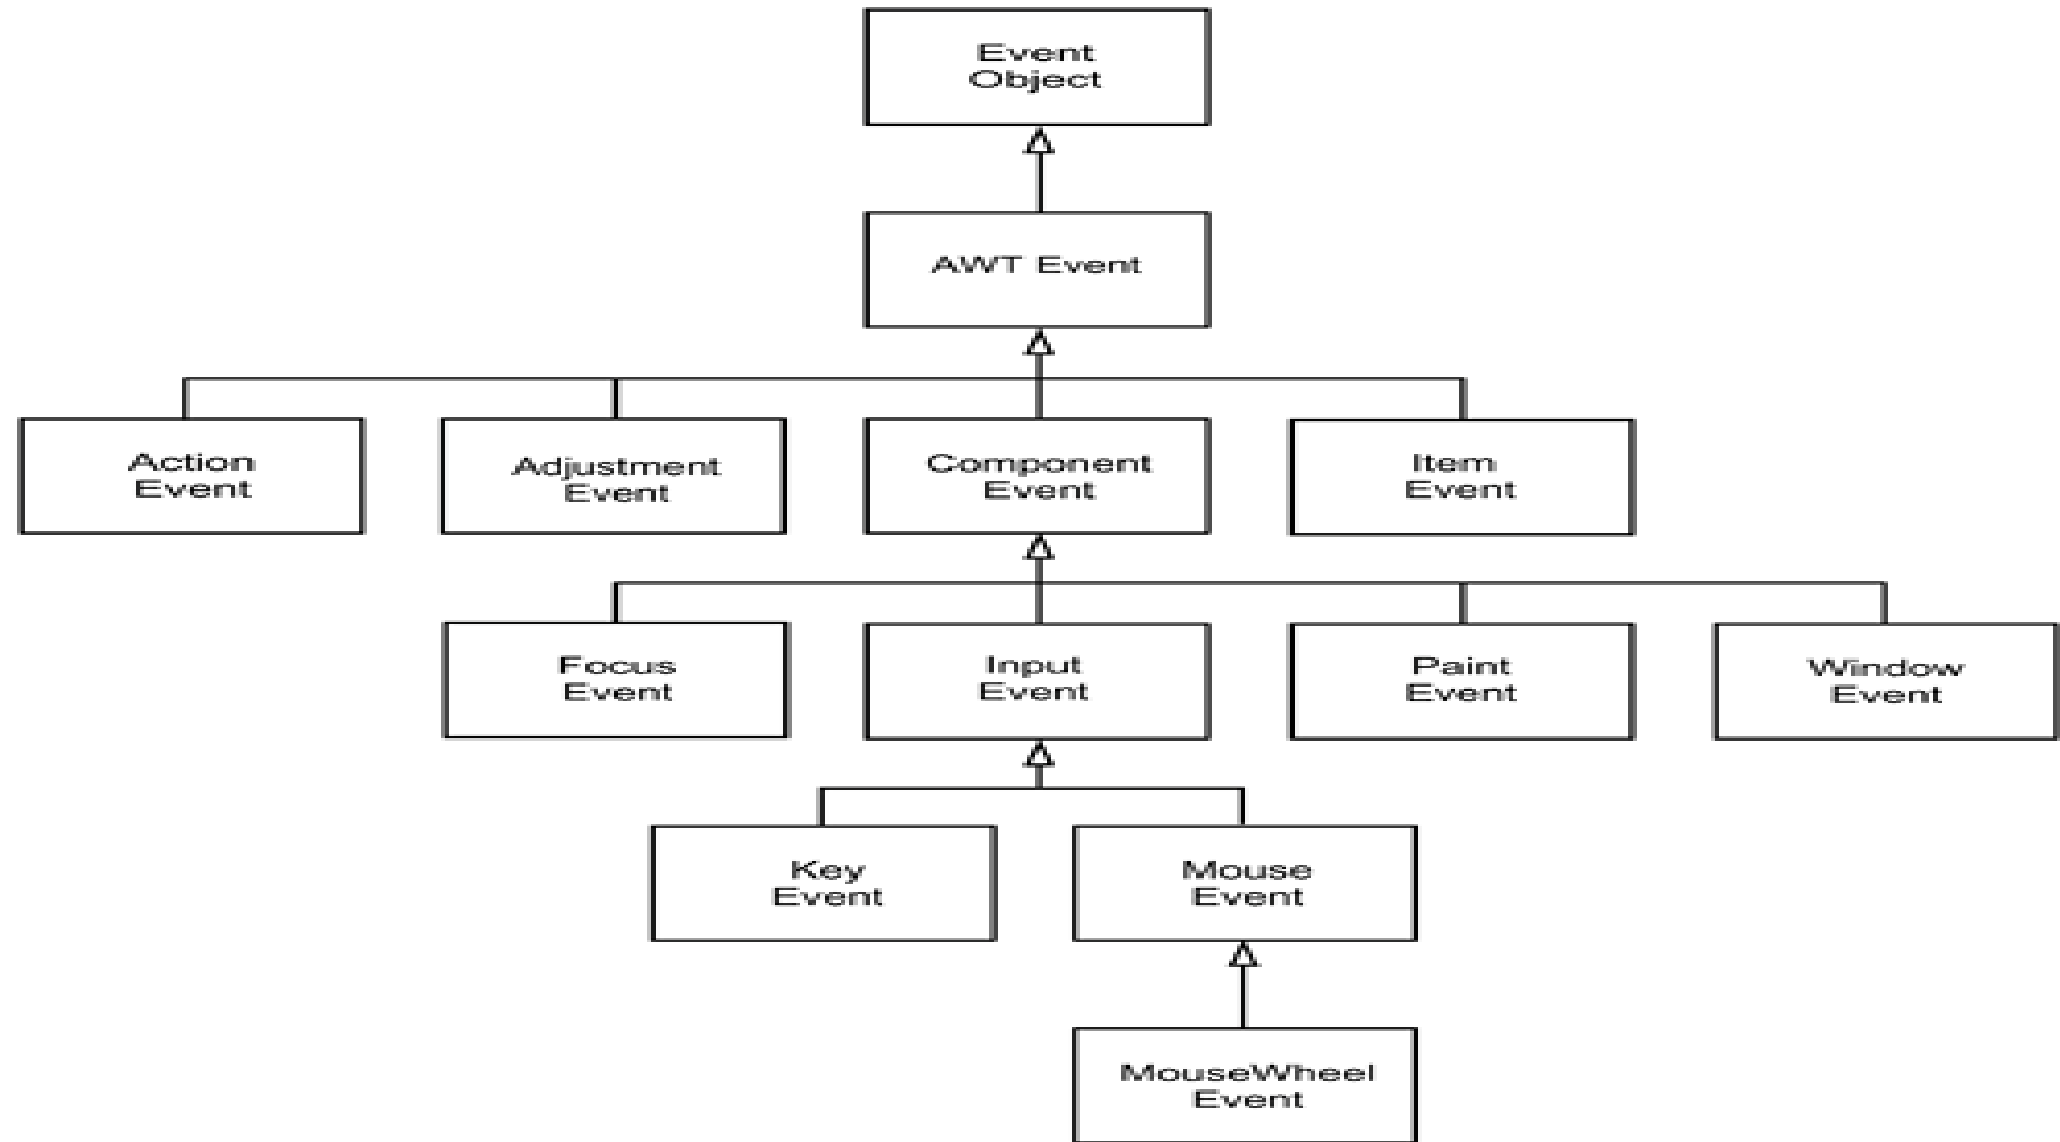 Event
Object
AWT Event
Action
Event
Adjustment
Event
Component
Event
Item
Event
Focus
Event
Input
Event
Paint
Event
Window
Event
Key
Event
Mouse
Event
MouseWheel
Event